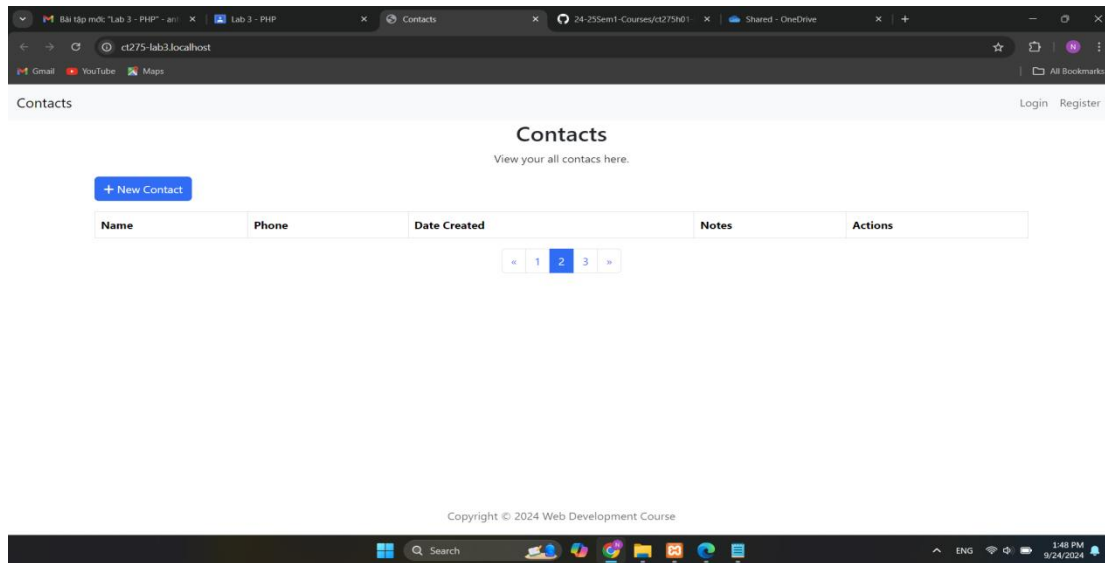 Bài tập mốc "Lab 3 - PHP" - an
Lab 3 - PHP
Contacts
24-25Sem1-Courses/ct275h01-
Shared - OneDrive
ct275-lab3.localhost
N
Gmail YouTube Maps
All Bookmarks
Contacts
Login Register
Contacts
View your all contacs here.
+ New Contact
Name Phone Date Created Notes Actions
« 1 2 3 »
Copyright © 2024 Web Development Course
Search
ENG
1:48 PM
9/24/2024